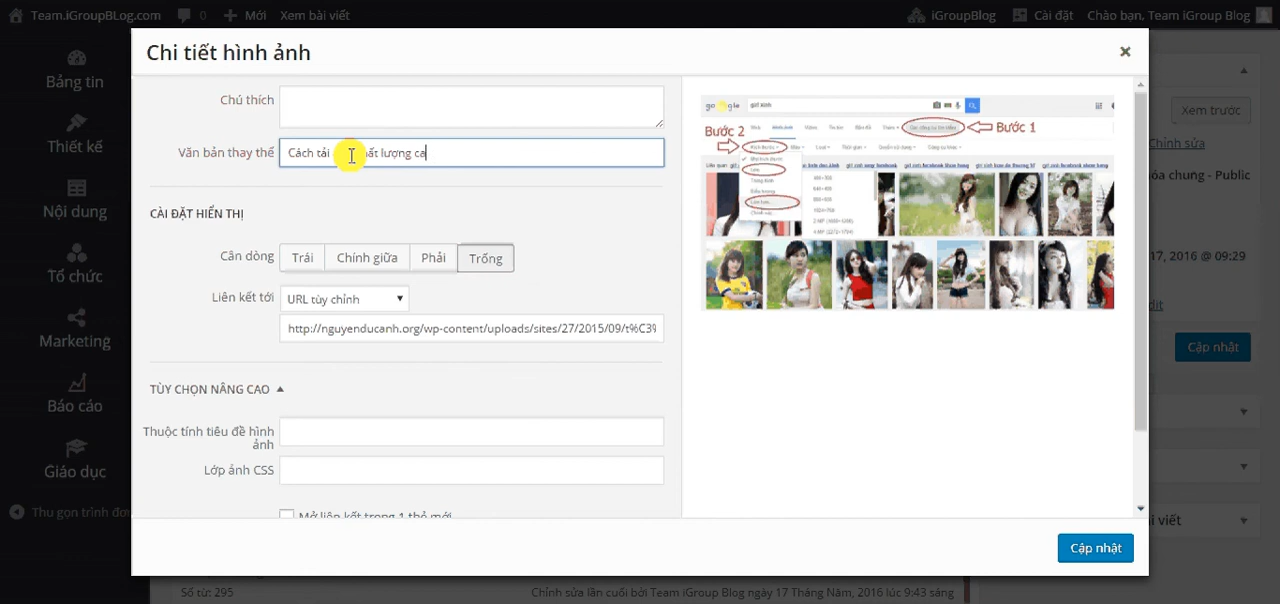 Team.iGroupBLog.com
0
Mới
Xem bài viết
iGroupBlog
Cài đặt
Chào bạn, Team iGroup Blog
Bảng tin
Thiết kế
Nội dung
Tổ chức
Marketing
Báo cáo
Giáo dục
Thu gọn trình đơ
Chi tiết hình ảnh
Chú thích
Văn bản thay thế
Cách tải ất lượng ca
CÀI ĐẶT HIỂN THỊ
Căn dòng
Trái
Chính giữa
Phải
Trống
Liên kết tới
URL tùy chỉnh
http://nguyenducanh.org/wp-content/uploads/sites/27/2015/09/t%C3%
TÙY CHỌN NÂNG CAO
Thuộc tính tiêu đề hình
ảnh
Lớp ảnh CSS
Mở liên kết trong 1 thẻ mới
google
girl xinh
Bước 2
Bước 1
Cập nhật
Xem trước
Chỉnh sửa
óa chung - Public
17, 2016 @ 09:29
Cập nhật
ài viết
Số từ: 295
Chỉnh sửa lần cuối bởi Team iGroup Blog ngày 17 Tháng Năm, 2016 lúc 9:43 sáng